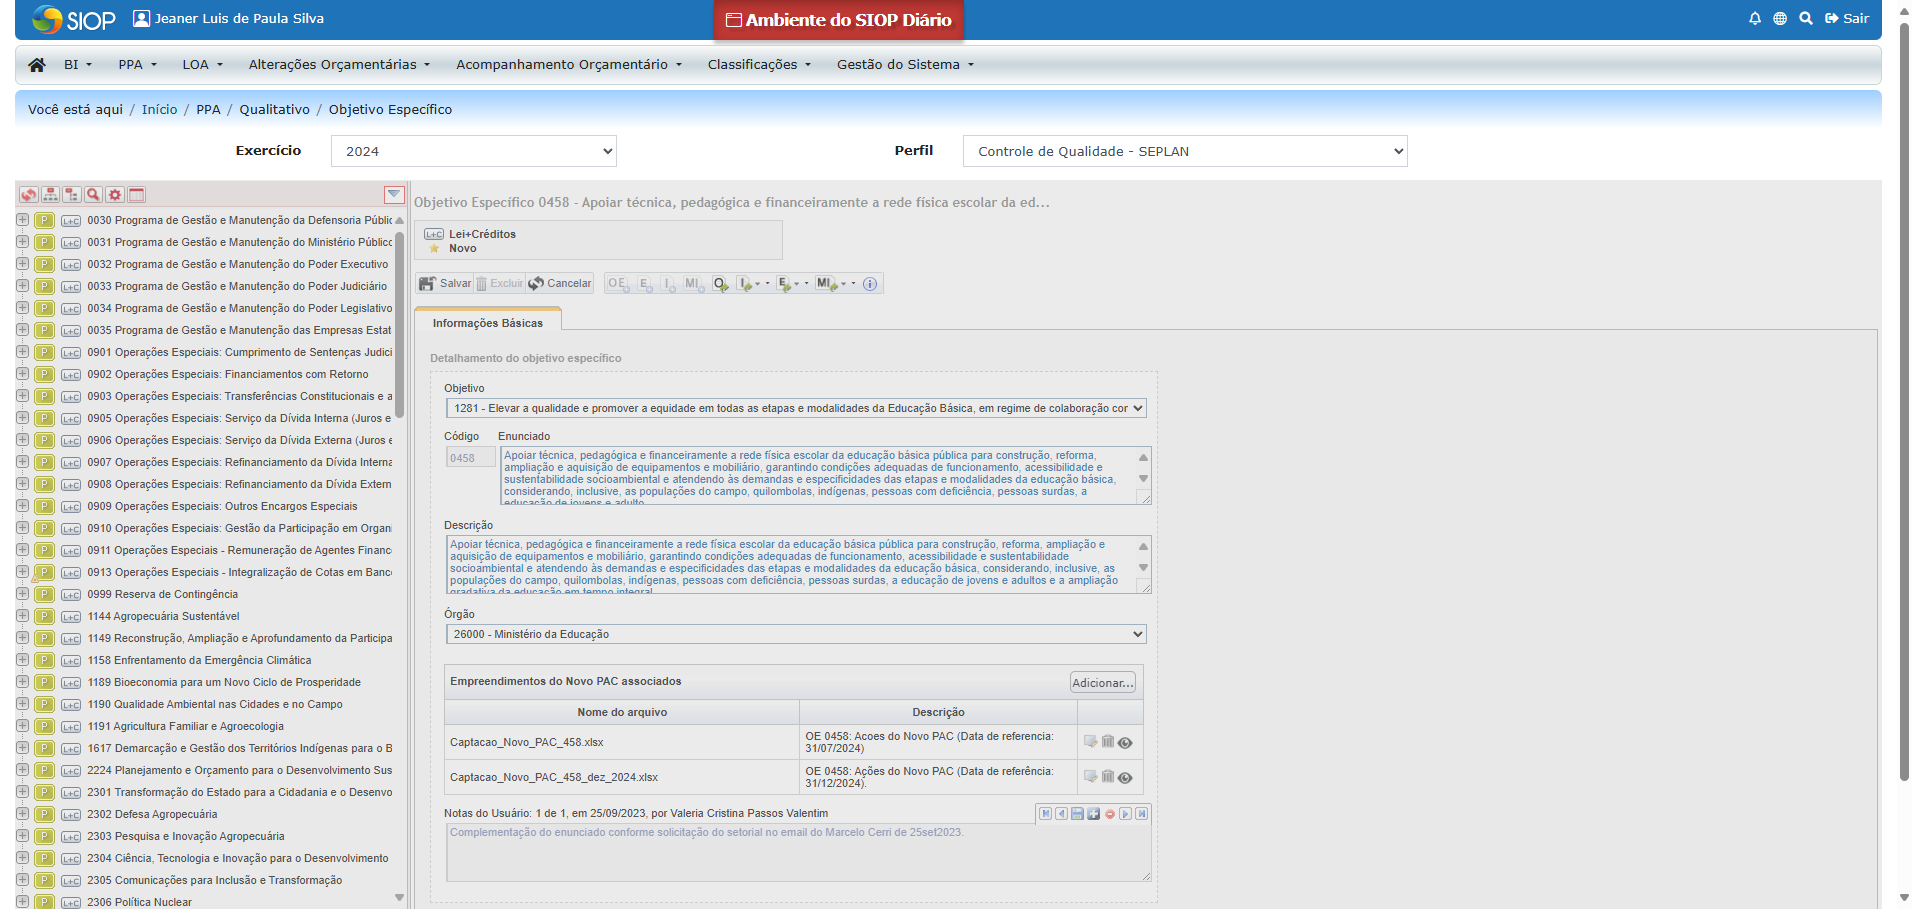 SIOP
Jeaner Luis de Paula Silva
Ambiente do SIOP Diário
Sair
BI
PPA
LOA
Alterações Orçamentárias
Acompanhamento Orçamentário
Classificações
Gestão do Sistema
Você está aqui / Início / PPA / Qualitativo / Objetivo Específico
Exercício
2024
Perfil
Controle de Qualidade - SEPLAN
P L+C 0030 Programa de Gestão e Manutenção da Defensoria Públic
P L+C 0031 Programa de Gestão e Manutenção do Ministério Público
P L+C 0032 Programa de Gestão e Manutenção do Poder Executivo
P L+C 0033 Programa de Gestão e Manutenção do Poder Judiciário
P L+C 0034 Programa de Gestão e Manutenção do Poder Legislativo
P L+C 0035 Programa de Gestão e Manutenção das Empresas Estat
P L+C 0901 Operações Especiais: Cumprimento de Sentenças Judici
P L+C 0902 Operações Especiais: Financiamentos com Retorno
P L+C 0903 Operações Especiais: Transferências Constitucionais e a
P L+C 0905 Operações Especiais: Serviço da Dívida Interna (Juros e
P L+C 0906 Operações Especiais: Serviço da Dívida Externa (Juros e
P L+C 0907 Operações Especiais: Refinanciamento da Dívida Interna
P L+C 0908 Operações Especiais: Refinanciamento da Dívida Extern
P L+C 0909 Operações Especiais: Outros Encargos Especiais
P L+C 0910 Operações Especiais: Gestão da Participação em Organi
P L+C 0911 Operações Especiais - Remuneração de Agentes Financ
P L+C 0913 Operações Especiais - Integralização de Cotas em Banc
P L+C 0999 Reserva de Contingência
P L+C 1144 Agropecuária Sustentável
P L+C 1149 Reconstrução, Ampliação e Aprofundamento da Participa
P L+C 1158 Enfrentamento da Emergência Climática
P L+C 1189 Bioeconomia para um Novo Ciclo de Prosperidade
P L+C 1190 Qualidade Ambiental nas Cidades e no Campo
P L+C 1191 Agricultura Familiar e Agroecologia
P L+C 1617 Demarcação e Gestão dos Territórios Indígenas para o B
P L+C 2224 Planejamento e Orçamento para o Desenvolvimento Sus
P L+C 2301 Transformação do Estado para a Cidadania e o Desenvo
P L+C 2302 Defesa Agropecuária
P L+C 2303 Pesquisa e Inovação Agropecuária
P L+C 2304 Ciência, Tecnologia e Inovação para o Desenvolvimento
P L+C 2305 Comunicações para Inclusão e Transformação
P L+C 2306 Política Nuclear
Objetivo Específico 0458 - Apoiar técnica, pedagógica e financeiramente a rede física escolar da ed...
L+C Lei+Créditos
Novo
Salvar Excluir Cancelar OE E I MI O I E MI
Informações Básicas
Detalhamento do objetivo específico
Objetivo
1281 - Elevar a qualidade e promover a equidade em todas as etapas e modalidades da Educação Básica, em regime de colaboração cor
Código Enunciado
0458
Apoiar técnica, pedagógica e financeiramente a rede física escolar da educação básica pública para construção, reforma,
ampliação e aquisição de equipamentos e mobiliário, garantindo condições adequadas de funcionamento, acessibilidade e
sustentabilidade socioambiental e atendendo às demandas e especificidades das etapas e modalidades da educação básica,
considerando, inclusive, as populações do campo, quilombolas, indígenas, pessoas com deficiência, pessoas surdas, a
educação de jovens e adulto
Descrição
Apoiar técnica, pedagógica e financeiramente a rede física escolar da educação básica pública para construção, reforma, ampliação e
aquisição de equipamentos e mobiliário, garantindo condições adequadas de funcionamento, acessibilidade e sustentabilidade
socioambiental e atendendo às demandas e especificidades das etapas e modalidades da educação básica, considerando, inclusive, as
populações do campo, quilombolas, indígenas, pessoas com deficiência, pessoas surdas, a educação de jovens e adultos e a ampliação
gradativa da educação em tempo integral
Órgão
26000 - Ministério da Educação
Empreendimentos do Novo PAC associados
Adicionar...
Nome do arquivo Descrição
Captacao_Novo_PAC_458.xlsx
OE 0458: Acoes do Novo PAC (Data de referencia:
31/07/2024)
Captacao_Novo_PAC_458_dez_2024.xlsx
OE 0458: Ações do Novo PAC (Data de referência:
31/12/2024).
Notas do Usuário: 1 de 1, em 25/09/2023, por Valeria Cristina Passos Valentim
Complementação do enunciado conforme solicitação do setorial no email do Marcelo Cerri de 25set2023.